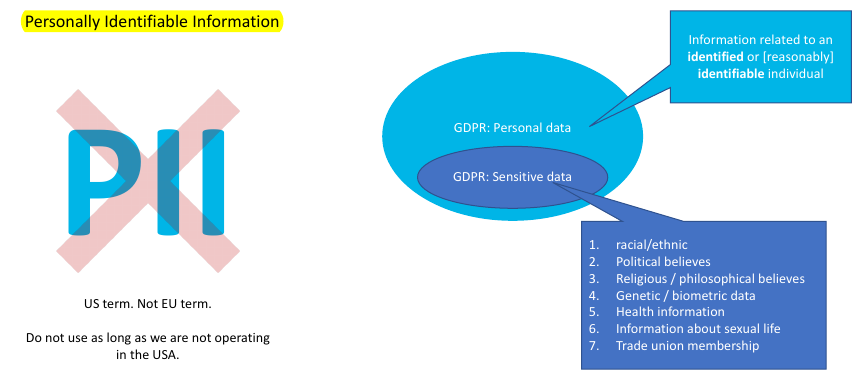 Personally Identifiable Information
PII
US term. Not EU term.
Do not use as long as we are not operating
in the USA.
Information related to an
identified or [reasonably]
identifiable individual
GDPR: Personal data
GDPR: Sensitive data
1. racial/ethnic
2. Political believes
3. Religious / philosophical believes
4. Genetic / biometric data
5. Health information
6. Information about sexual life
7. Trade union membership